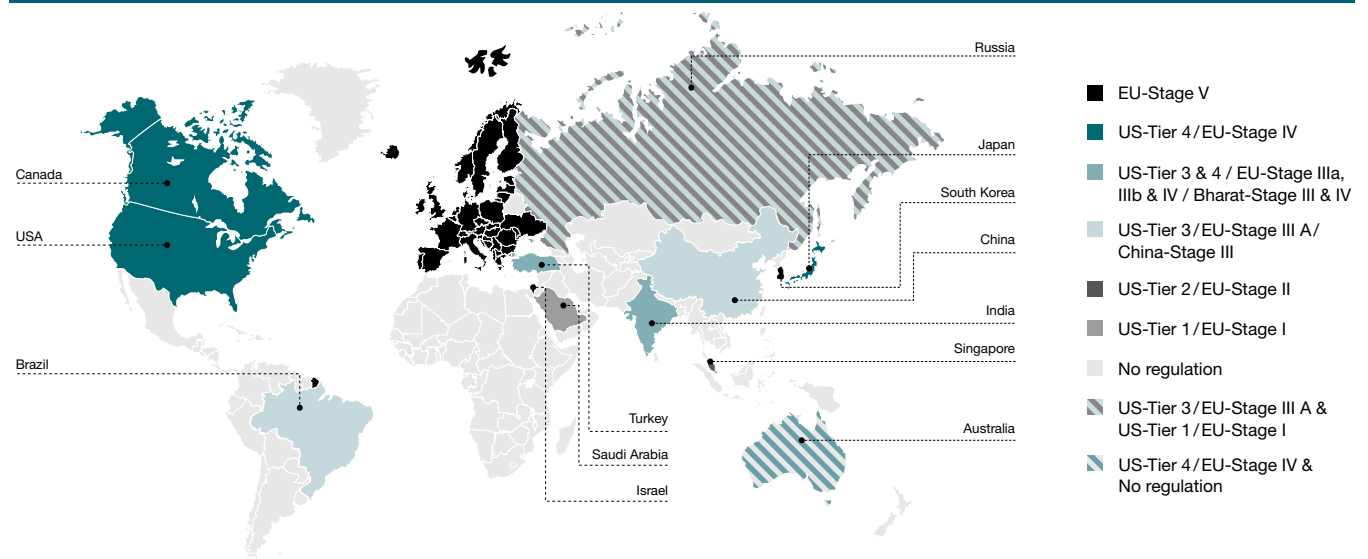 Russia
Japan
Canada
South Korea
USA
China
India
Singapore
Brazil
Turkey
Australia
Saudi Arabia
Israel
EU-Stage V
US-Tier 4/EU-Stage IV
US-Tier 3 & 4 / EU-Stage IIIa,
IIIb & IV / Bharat-Stage III & IV
US-Tier 3/EU-Stage III A/
China-Stage III
US-Tier 2/EU-Stage II
US-Tier 1/EU-Stage I
No regulation
US-Tier 3/EU-Stage III A &
US-Tier 1/EU-Stage I
US-Tier 4/EU-Stage IV &
No regulation